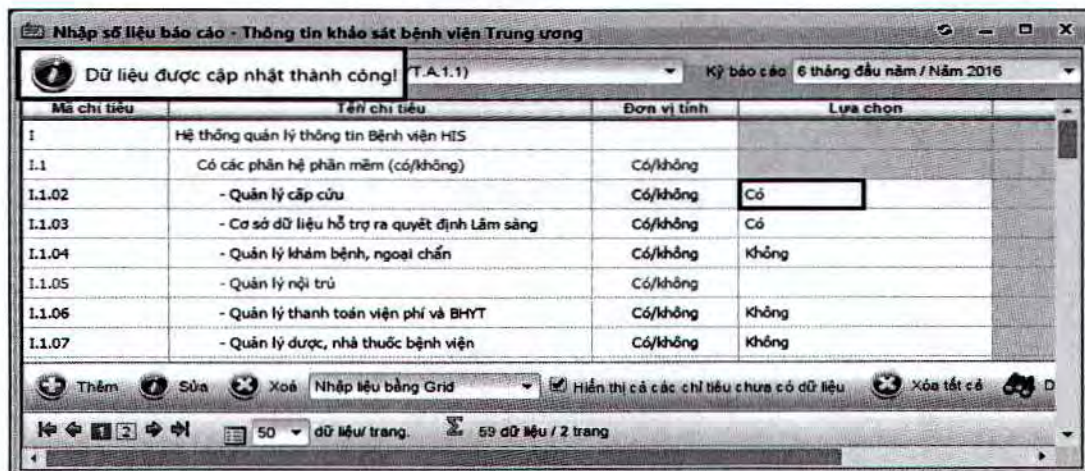 Nhập số liệu báo cáo - Thông tin khảo sát bệnh viện Trung ương
Dữ liệu được cập nhật thành công!
T.A.1.1)
Kỳ báo cáo 6 tháng đầu năm / Năm 2016
Mã chỉ tiêu Tên chỉ tiêu Đơn vị tính Lựa chọn
I Hệ thống quản lý thông tin Bệnh viện HIS
I.1 Có các phân hệ phần mềm (có/không) Có/không
I.1.02 - Quản lý cấp cứu Có/không Có
I.1.03 - Cơ sở dữ liệu hỗ trợ ra quyết định Lâm sàng Có/không Có
I.1.04 - Quản lý khám bệnh, ngoại chẩn Có/không Không
I.1.05 - Quản lý nội trú Có/không
I.1.06 - Quản lý thanh toán viện phí và BHYT Có/không Không
I.1.07 - Quản lý dược, nhà thuốc bệnh viện Có/không Không
Thêm Sửa Xoá Nhập liệu bằng Grid Hiển thị cả các chỉ tiêu chưa có dữ liệu Xóa tất cả D
1 2 50 dữ liệu/ trang. Σ 59 dữ liệu / 2 trang